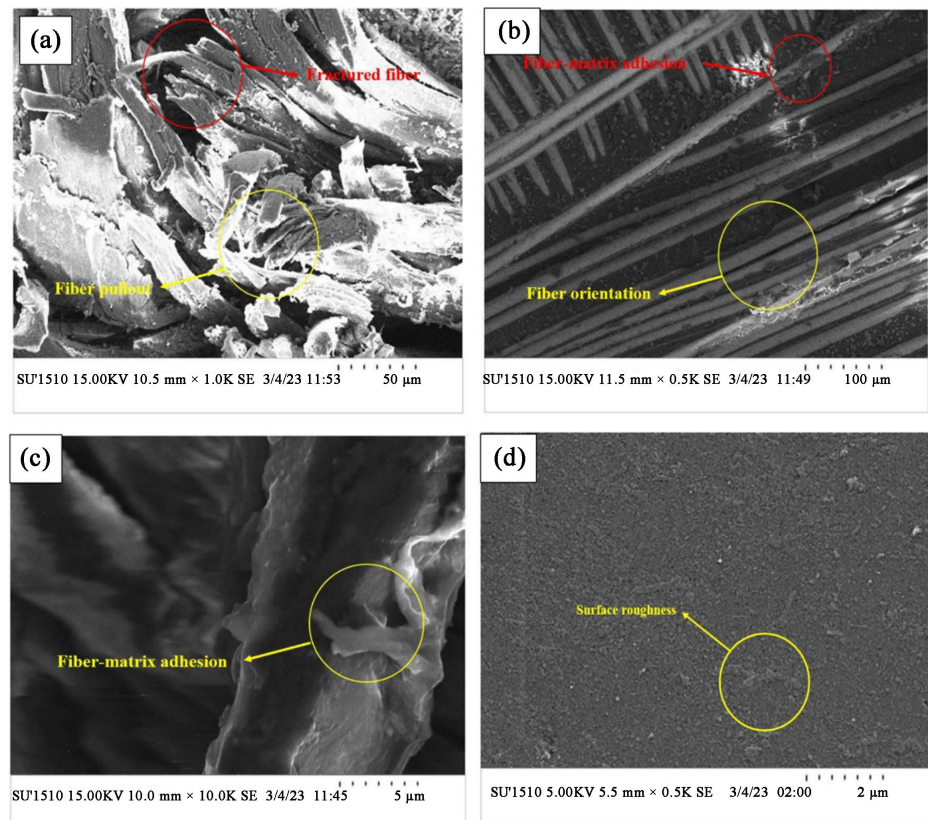 (a)
Fractured fiber
Fiber pullout
SU'1510 15.00KV 10.5 mm × 1.0K SE 3/4/23 11:53 50 µm
(b)
Fiber-matrix adhesion
Fiber orientation
SU'1510 15.00KV 11.5 mm × 0.5K SE 3/4/23 11:49 100 µm
(c)
Fiber-matrix adhesion
SU'1510 15.00KV 10.0 mm × 10.0K SE 3/4/23 11:45 5 µm
(d)
Surface roughness
SU'1510 5.00KV 5.5 mm × 0.5K SE 3/4/23 02:00 2 µm